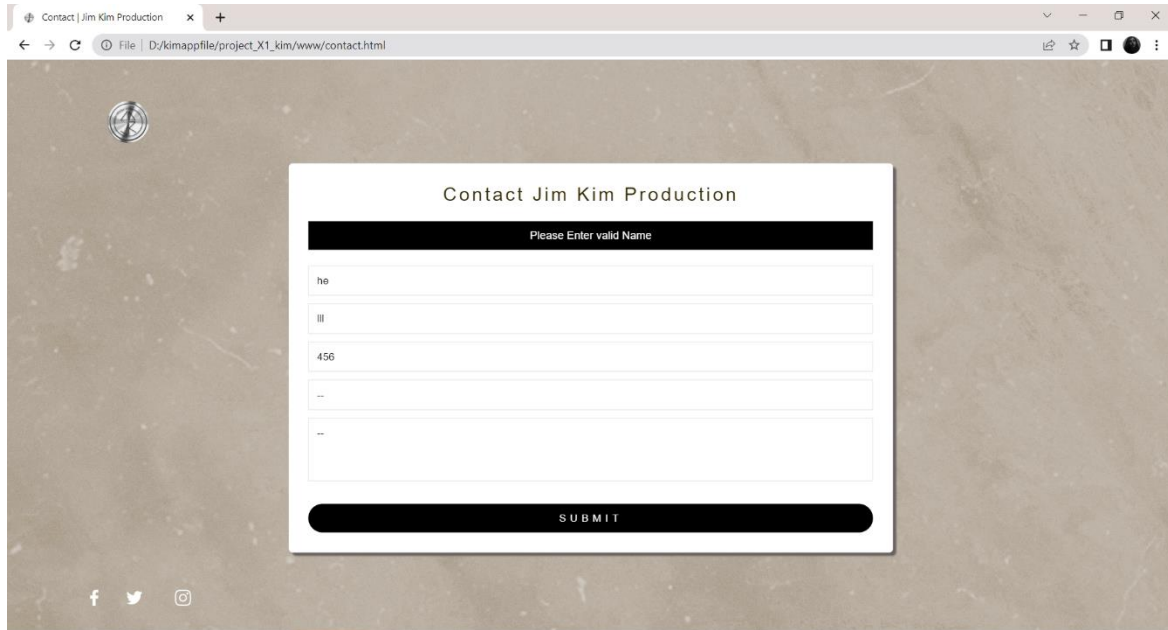 Contact | Jim Kim Production
File | D:/kimappfile/project_X1_kim/www/contact.html
Contact Jim Kim Production
Please Enter valid Name
he
lll
456
--
--
SUBMIT